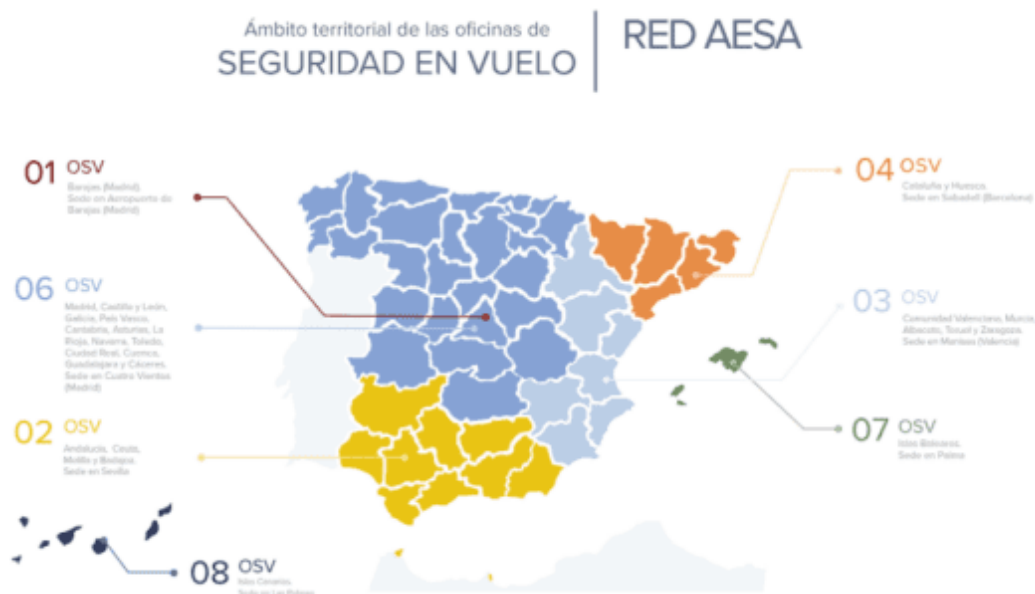 Ámbito territorial de las oficinas de
SEGURIDAD EN VUELO
RED AESA
01 OSV
Barajas (Madrid).
Sede en Aeropuerto de
Barajas (Madrid)
06 OSV
Madrid, Castilla y León,
Galicia, País Vasco,
Cantabria, Asturias, La
Rioja, Navarra, Toledo,
Ciudad Real, Cuenca,
Guadalajara y Cáceres.
Sede en Cuatro Vientos
(Madrid)
02 OSV
Andalucía, Ceuta,
Melilla y Badajoz.
Sede en Sevilla
08 OSV
Islas Canarias.
Sede en Las Palmas
04 OSV
Cataluña y Huesca.
Sede en Sabadell (Barcelona)
03 OSV
Comunidad Valenciana, Murcia,
Albacete, Teruel y Zaragoza.
Sede en Manises (Valencia)
07 OSV
Islas Baleares.
Sede en Palma